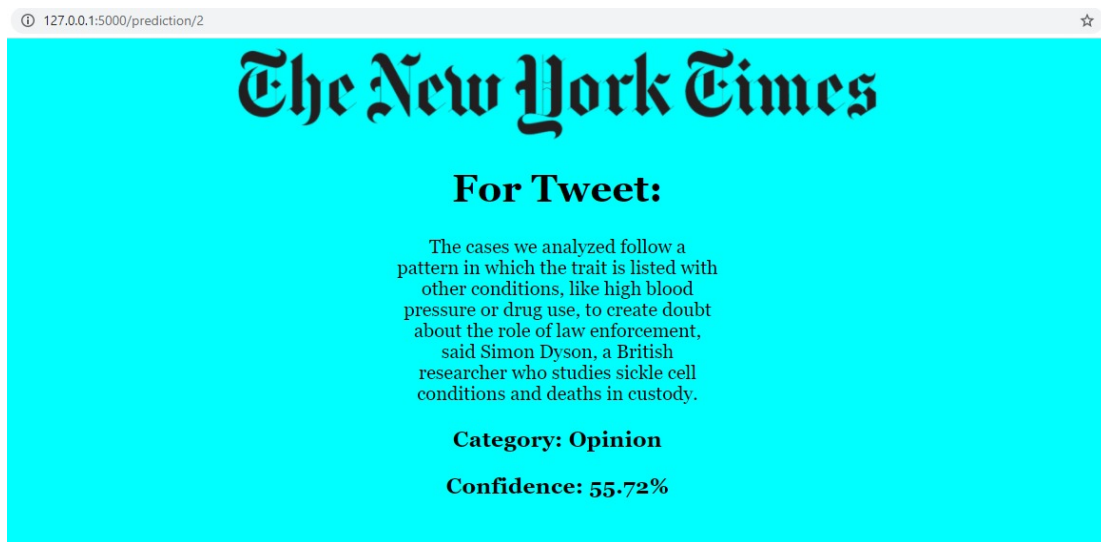 127.0.0.1:5000/prediction/2
The New York Times
For Tweet:
The cases we analyzed follow a
pattern in which the trait is listed with
other conditions, like high blood
pressure or drug use, to create doubt
about the role of law enforcement,
said Simon Dyson, a British
researcher who studies sickle cell
conditions and deaths in custody.
Category: Opinion
Confidence: 55.72%